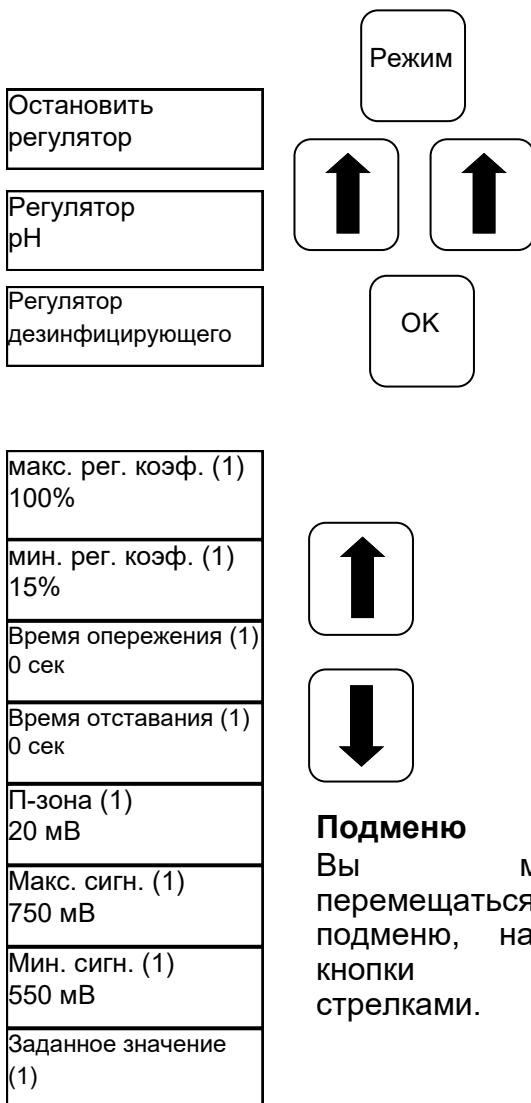 Режим
Остановить
регулятор
Регулятор
pH
Регулятор
дезинфицирующего
OK
макс. рег. коэф. (1)
100%
мин. рег. коэф. (1)
15%
Время опережения (1)
0 сек
Время отставания (1)
0 сек
П-зона (1)
20 мВ
Макс. сигн. (1)
750 мВ
Мин. сигн. (1)
550 мВ
Заданное значение
(1)
Подменю
Вы
перемещаться
подменю,
кнопки
стрелками.